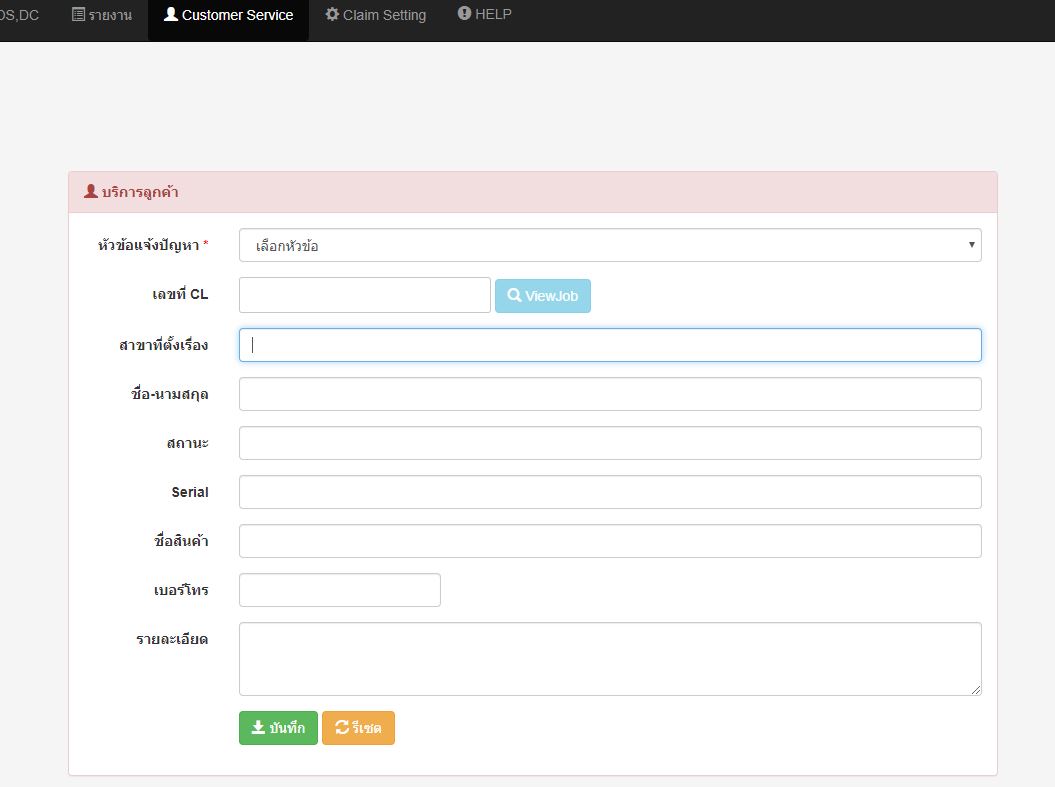 OS,DC รายงาน Customer Service Claim Setting HELP
บริการลูกค้า
หัวข้อแจ้งปัญหา * เลือกหัวข้อ
เลขที่ CL ViewJob
สาขาที่ตั้งเรื่อง
ชื่อ-นามสกุล
สถานะ
Serial
ชื่อสินค้า
เบอร์โทร
รายละเอียด
บันทึก รีเซต